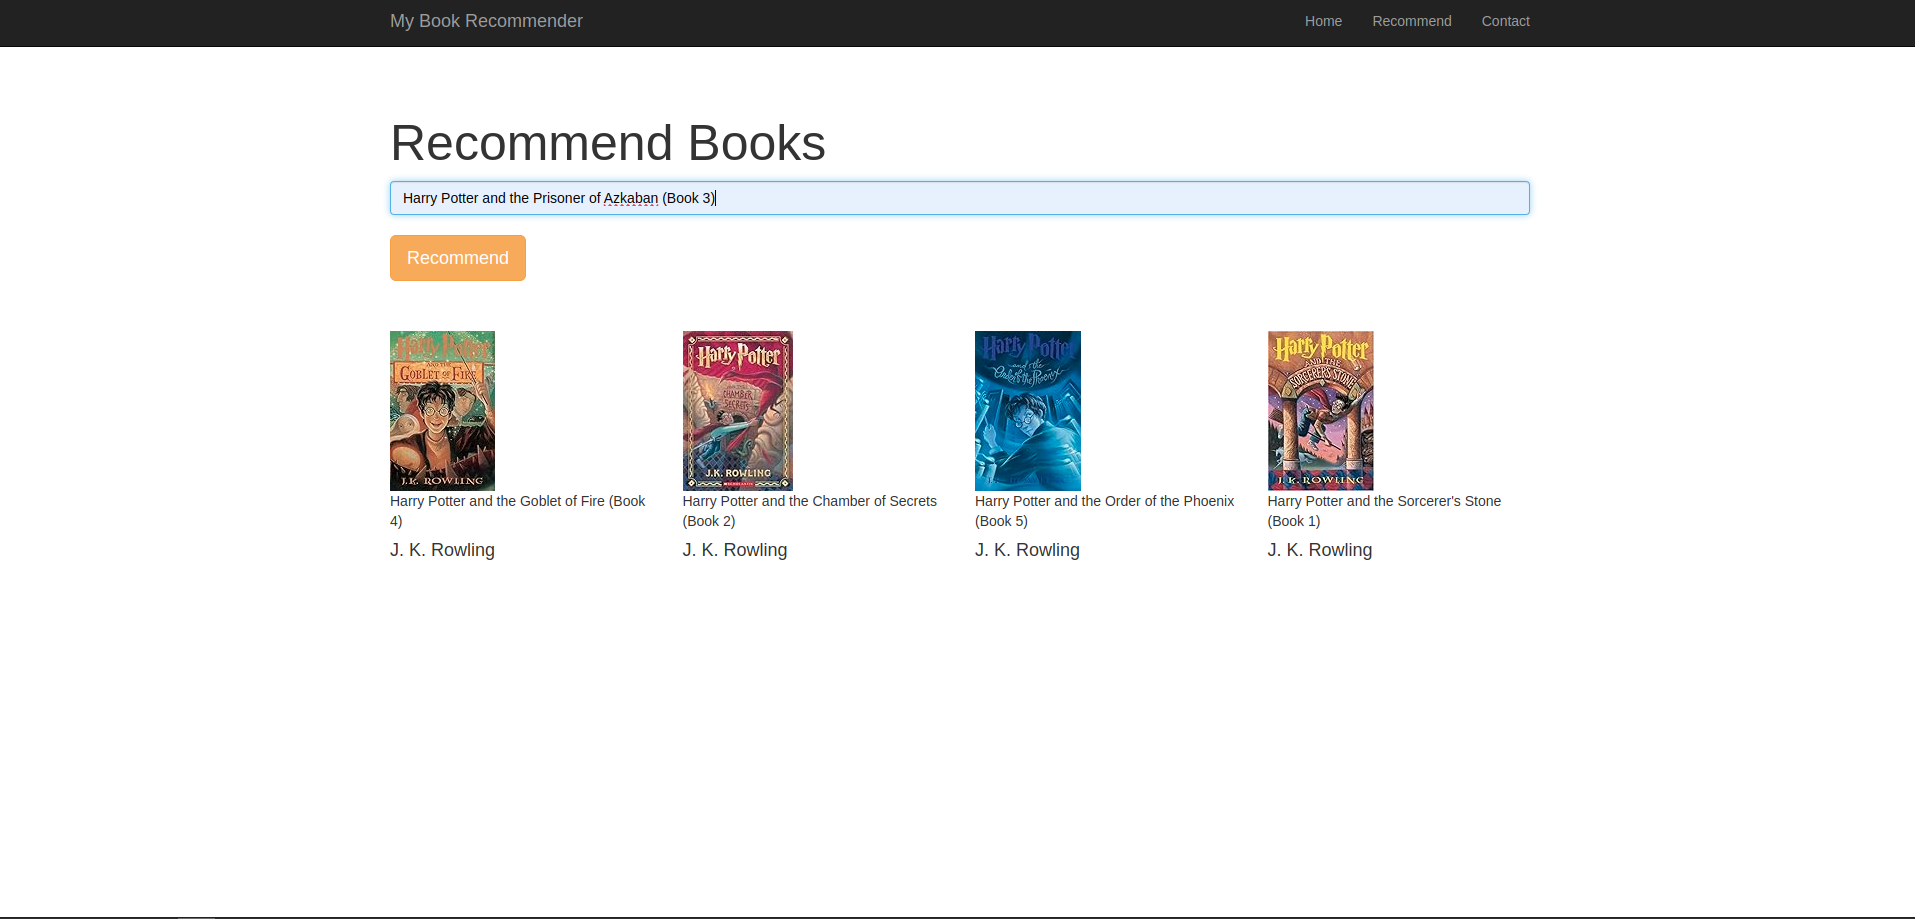 My Book Recommender
Home Recommend Contact
Recommend Books
Harry Potter and the Prisoner of Azkaban (Book 3)
Recommend
Harry Potter
AND THE
GOBLET OF FIRE
J.K. ROWLING
Harry Potter and the Goblet of Fire (Book
4)
J. K. Rowling
Harry Potter
CHAMBER
SECRETS
J.K. ROWLING
SCHOLASTIC
Harry Potter and the Chamber of Secrets
(Book 2)
J. K. Rowling
Harry Potter
and the
Order of the Phoenix
Harry Potter and the Order of the Phoenix
(Book 5)
J. K. Rowling
Harry Potter
AND THE
SORCERER'S STONE
J.K. ROWLING
Harry Potter and the Sorcerer's Stone
(Book 1)
J. K. Rowling